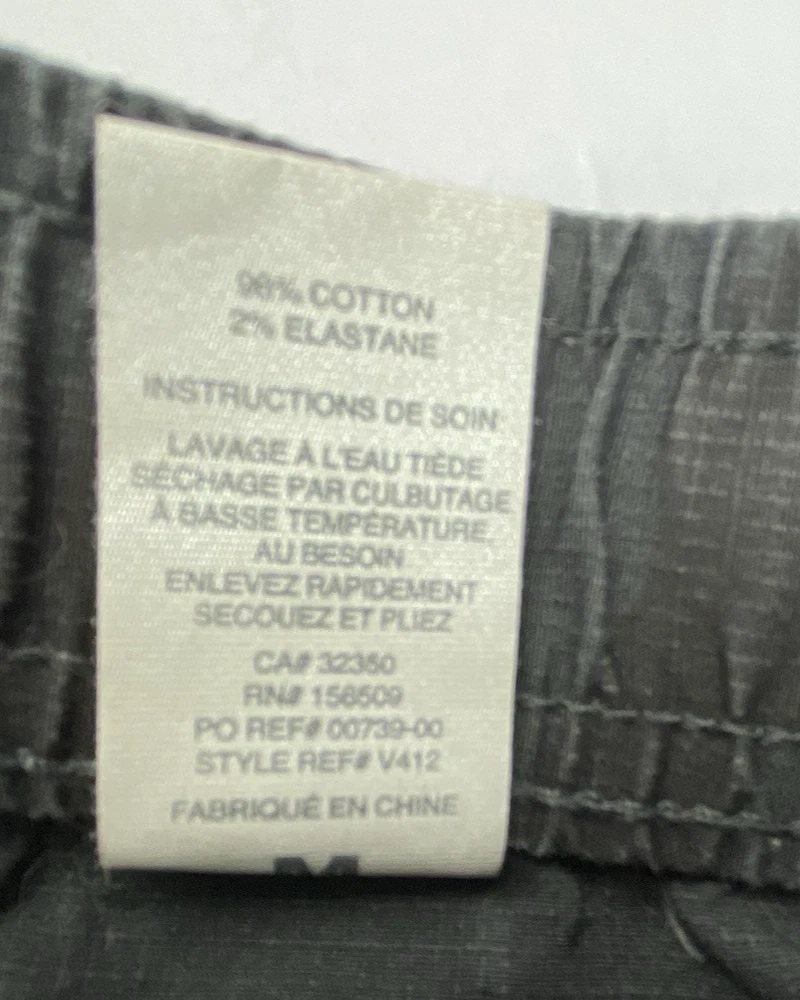 98% COTTON
2% ELASTANE
INSTRUCTIONS DE SOIN:
LAVAGE À L'EAU TIÈDE
SÉCHAGE PAR CULBUTAGE
À BASSE TEMPÉRATURE,
AU BESOIN
ENLEVEZ RAPIDEMENT
SECOUEZ ET PLIEZ
CA# 32350
RN# 156509
PO REF# 00739-00
STYLE REF# V412
FABRIQUÉ EN CHINE
M